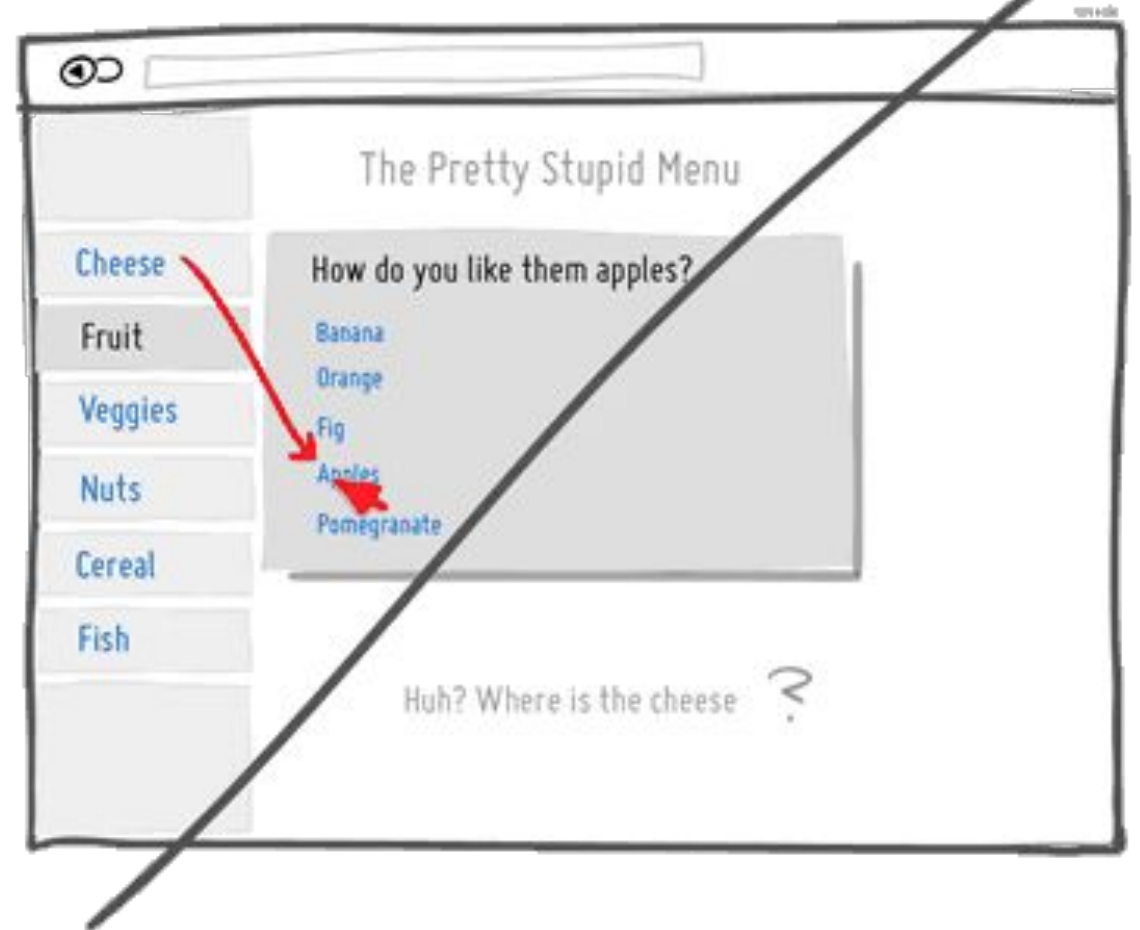 The Pretty Stupid Menu
Cheese
Fruit
Veggies
Nuts
Cereal
Fish
How do you like them apples?
Banana
Orange
Fig
Apples
Pomegranate
Huh? Where is the cheese ?